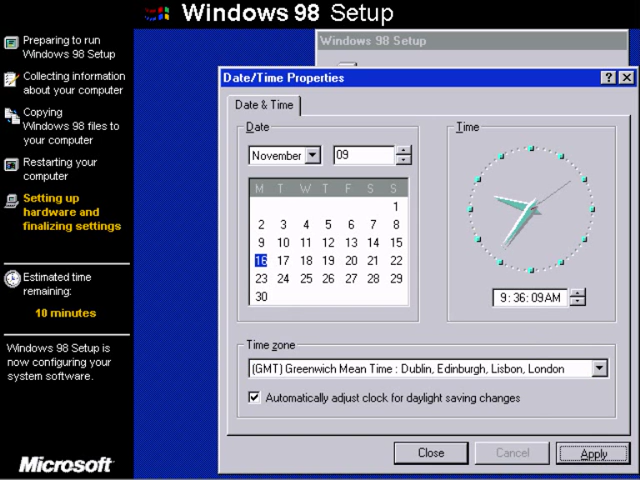 Windows 98 Setup
Preparing to run
Windows 98 Setup
Collecting information
about your computer
Copying
Windows 98 files to
your computer
Restarting your
computer
Setting up
hardware and
finalizing settings
Estimated time
remaining:
10 minutes
Windows 98 Setup is
now configuring your
system software.
Microsoft
Windows 98 Setup
Date/Time Properties
Date & Time
Date
November 09
M T W T F S S
1
2 3 4 5 6 7 8
9 10 11 12 13 14 15
16 17 18 19 20 21 22
23 24 25 26 27 28 29
30
Time
9:36:09AM
Time zone
(GMT) Greenwich Mean Time : Dublin, Edinburgh, Lisbon, London
Automatically adjust clock for daylight saving changes
Close Cancel Apply